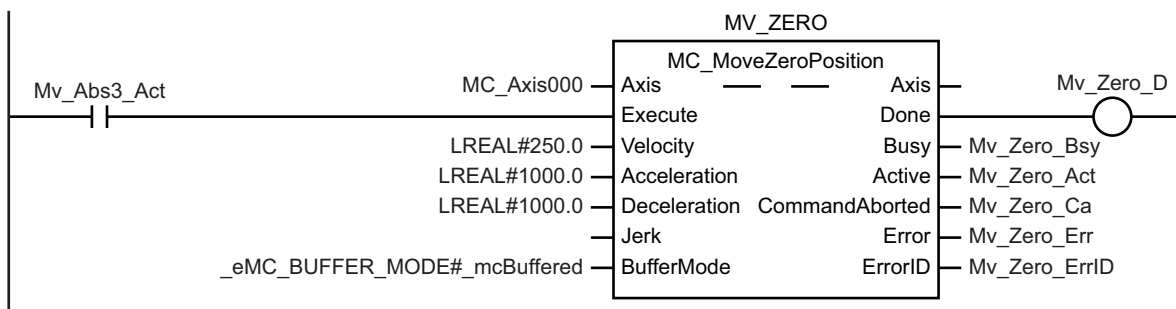 MV_ZERO
MC_MoveZeroPosition
Mv_Abs3_Act MC_Axis000 Axis Axis Mv_Zero_D
Execute Done
LREAL#250.0 Velocity Busy Mv_Zero_Bsy
LREAL#1000.0 Acceleration Active Mv_Zero_Act
LREAL#1000.0 Deceleration CommandAborted Mv_Zero_Ca
Jerk Error Mv_Zero_Err
_eMC_BUFFER_MODE#_mcBuffered BufferMode ErrorID Mv_Zero_ErrID